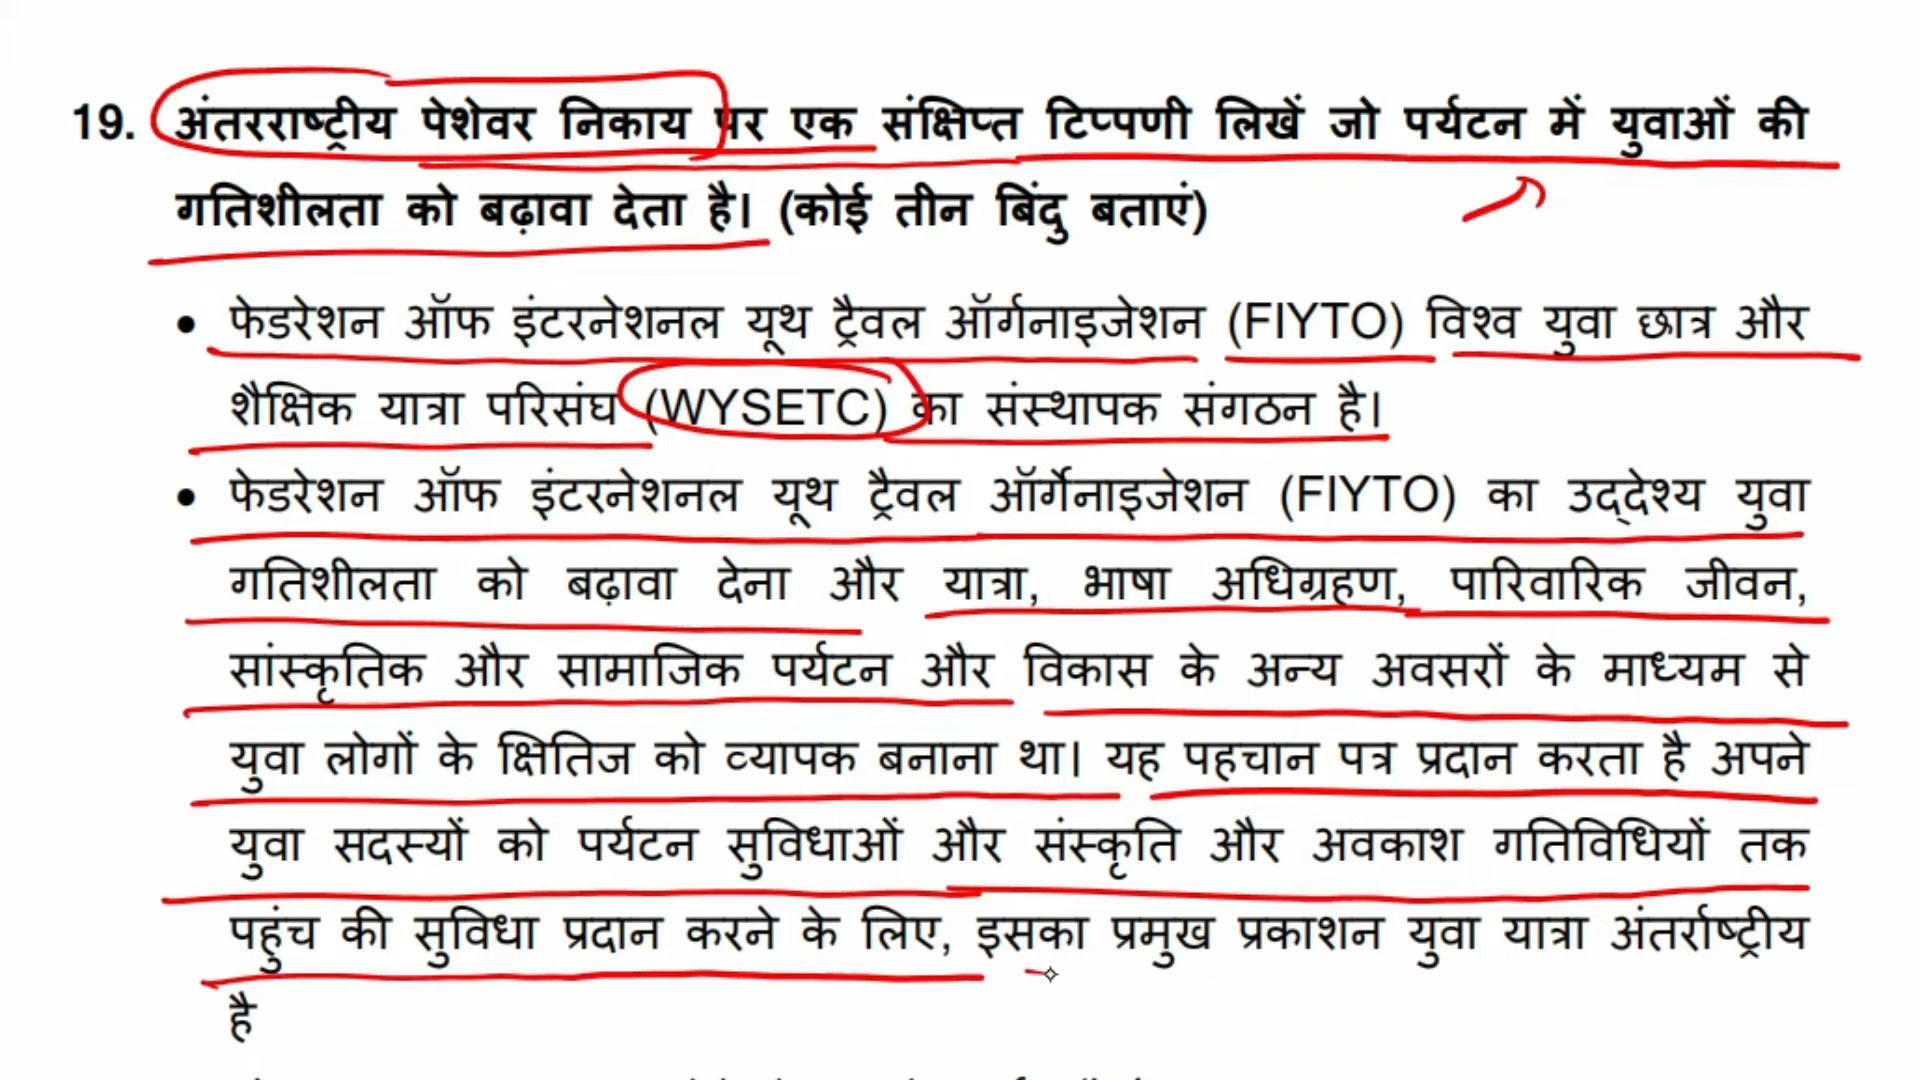 19. अंतरराष्ट्रीय पेशेवर निकाय पर एक संक्षिप्त टिप्पणी लिखें जो पर्यटन में युवाओं की
गतिशीलता को बढ़ावा देता है। (कोई तीन बिंदु बताएं)
• फेडरेशन ऑफ इंटरनेशनल यूथ ट्रैवल ऑर्गनाइजेशन (FIYTO) विश्व युवा छात्र और
शैक्षिक यात्रा परिसंघ (WYSETC) का संस्थापक संगठन है।
• फेडरेशन ऑफ इंटरनेशनल यूथ ट्रैवल ऑर्गेनाइजेशन (FIYTO) का उद्देश्य युवा
गतिशीलता को बढ़ावा देना और यात्रा, भाषा अधिग्रहण, पारिवारिक जीवन,
सांस्कृतिक और सामाजिक पर्यटन और विकास के अन्य अवसरों के माध्यम से
युवा लोगों के क्षितिज को व्यापक बनाना था। यह पहचान पत्र प्रदान करता है अपने
युवा सदस्यों को पर्यटन सुविधाओं और संस्कृति और अवकाश गतिविधियों तक
पहुंच की सुविधा प्रदान करने के लिए, इसका प्रमुख प्रकाशन युवा यात्रा अंतर्राष्ट्रीय
है